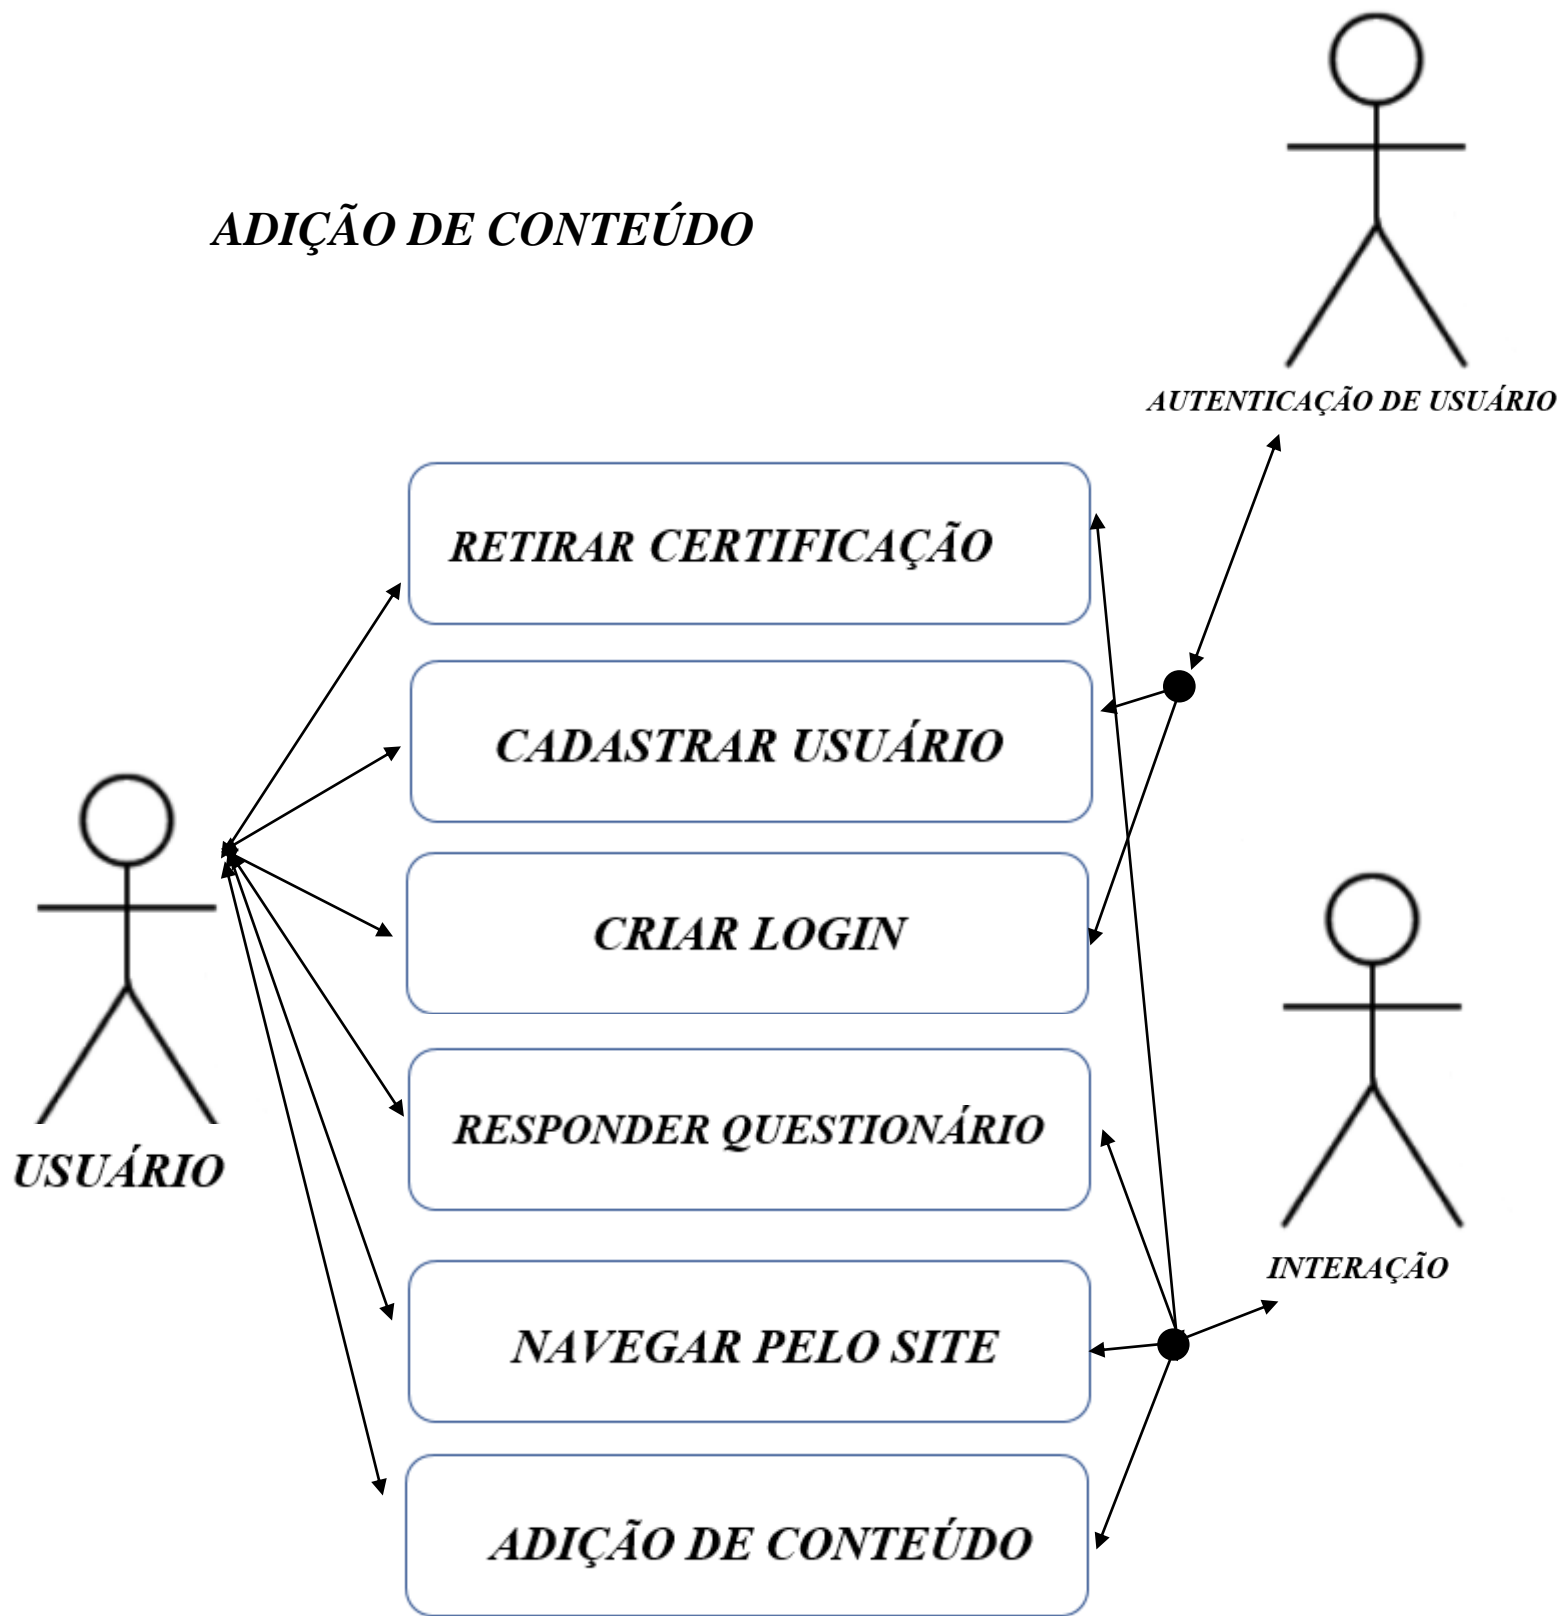 ADIÇÃO DE CONTEÚDO
AUTENTICAÇÃO DE USUÁRIO
RETIRAR CERTIFICAÇÃO
CADASTRAR USUÁRIO
CRIAR LOGIN
RESPONDER QUESTIONÁRIO
USUÁRIO
INTERAÇÃO
NAVEGAR PELO SITE
ADIÇÃO DE CONTEÚDO